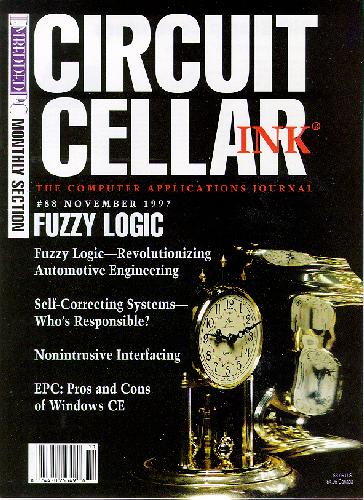 EMBEDDED PC
MONTHLY SECTION
CIRCUIT
CELLAR
INK®
THE COMPUTER APPLICATIONS JOURNAL
#88 NOVEMBER 1997
FUZZY LOGIC
Fuzzy Logic—Revolutionizing
Automotive Engineering
Self-Correcting Systems—
Who's Responsible?
Nonintrusive Interfacing
EPC: Pros and Cons
of Windows CE